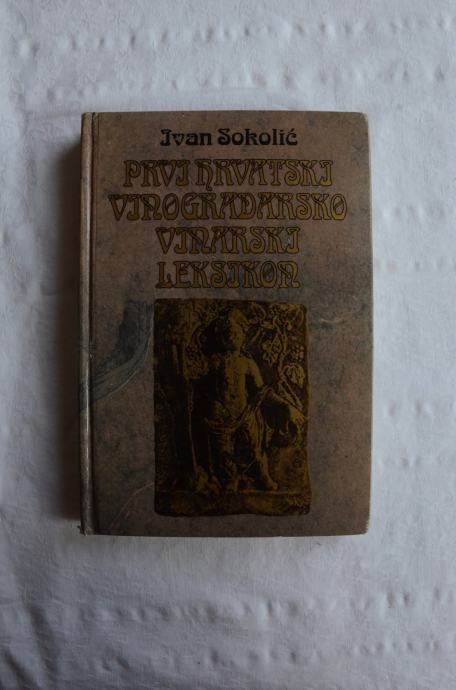 Ivan Sokolić
PRVI HRVATSKI
VINOGRADARSKO
VINARSKI
LEKSIKON